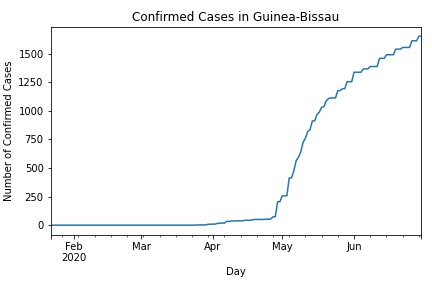 Confirmed Cases in Guinea-Bissau
Number of Confirmed Cases
1500
1250
1000
750
500
250
0
Feb
2020
Mar
Apr
May
Jun
Day